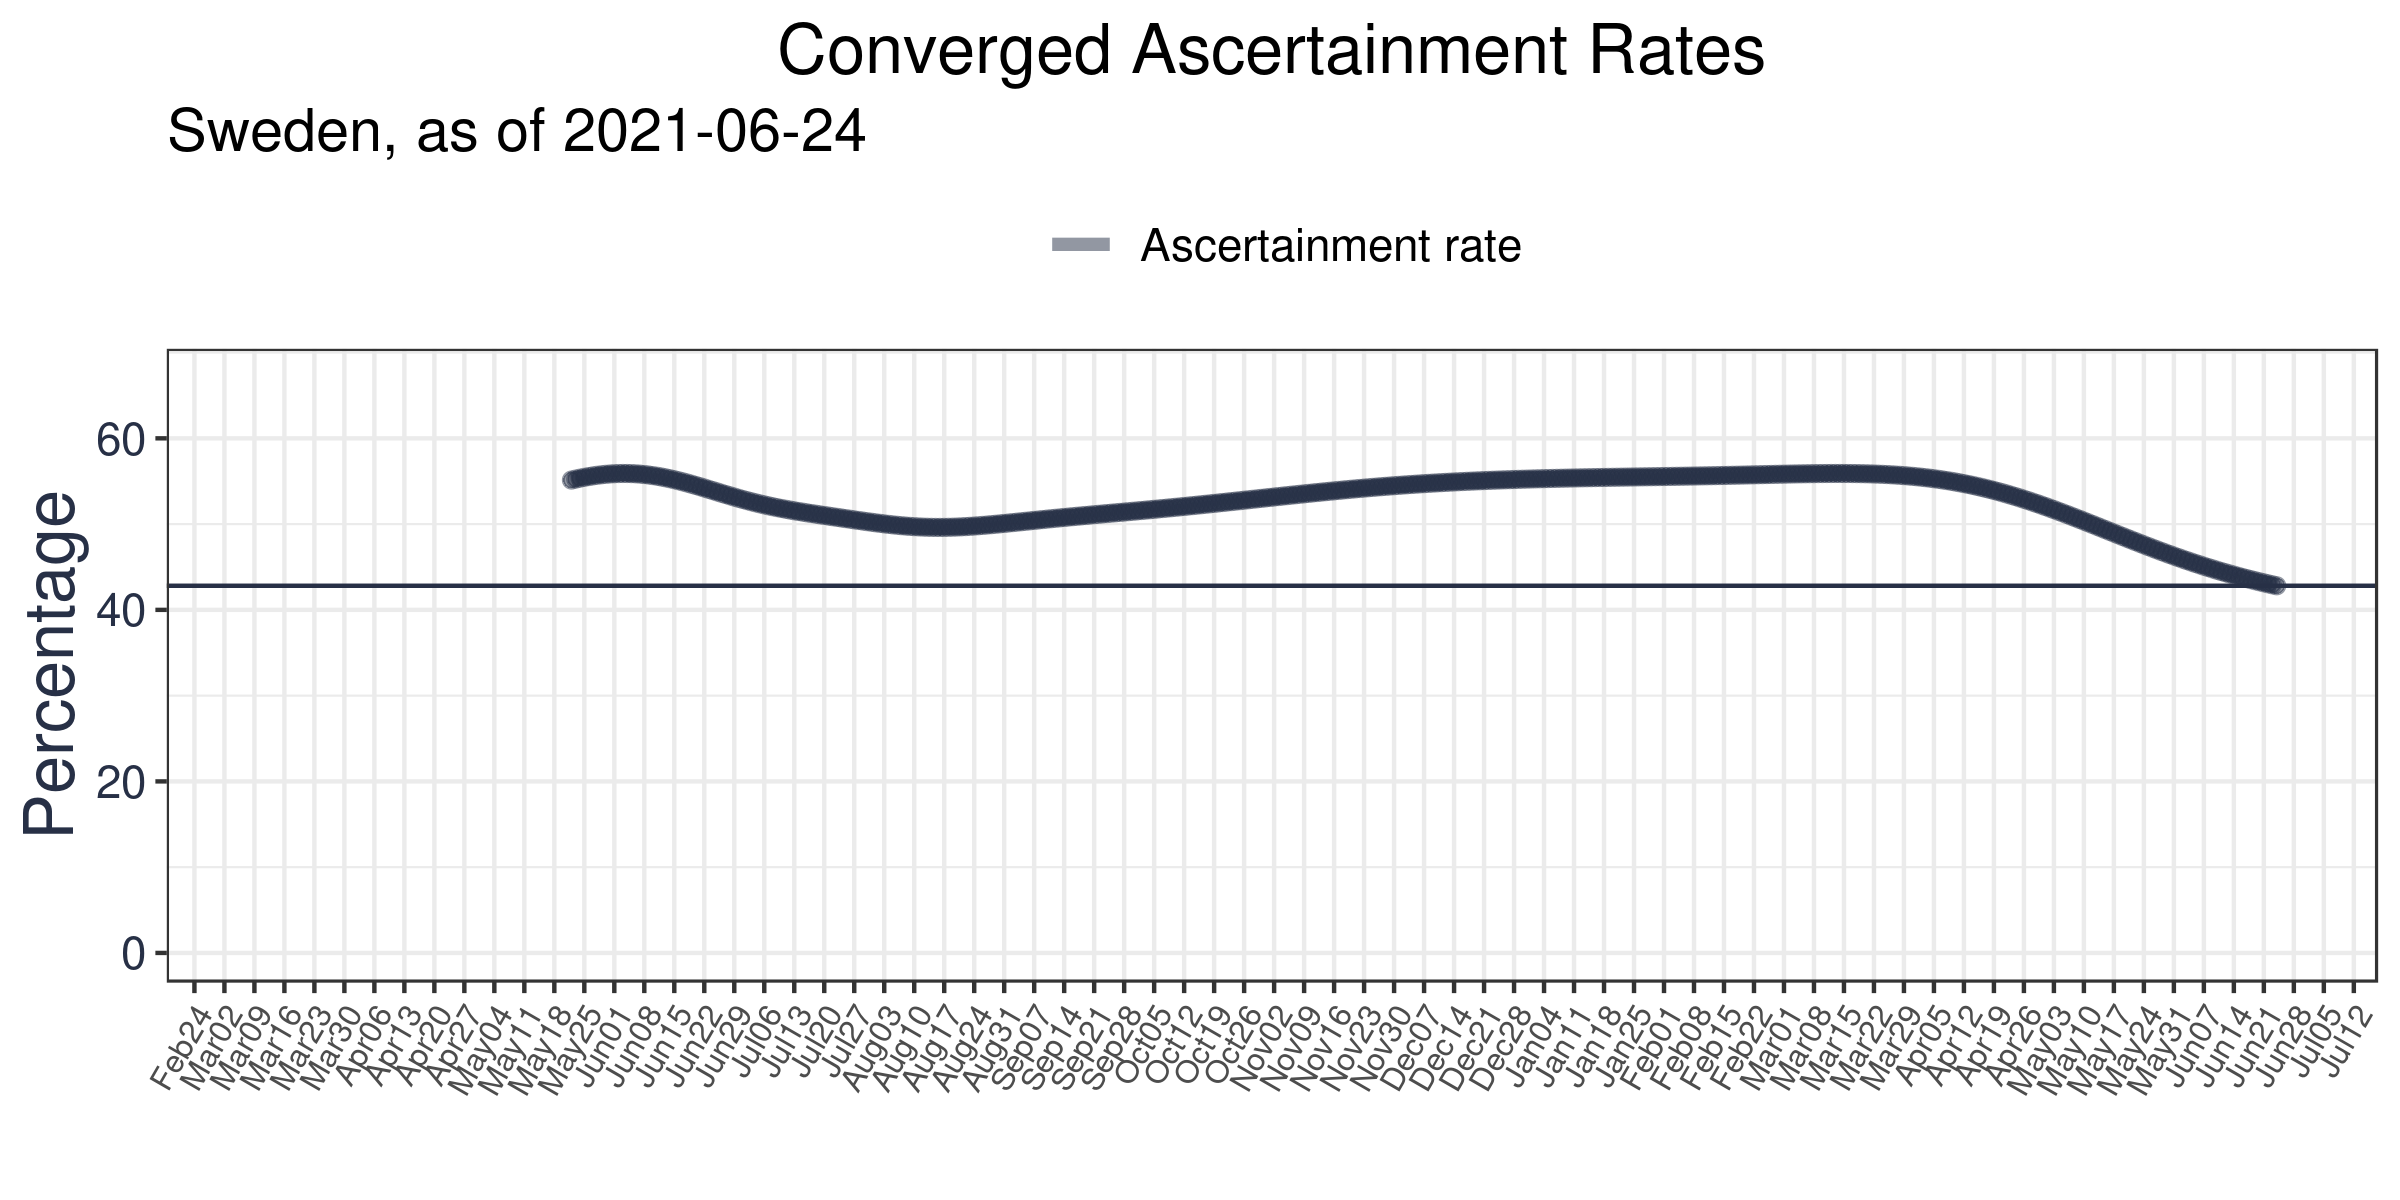 Converged Ascertainment Rates
Sweden, as of 2021-06-24
Ascertainment rate
Percentage
60
40
20
0
Feb24 Mar02 Mar09 Mar16 Mar23 Mar30 Apr06 Apr13 Apr20 Apr27 May04 May11 May18 May25 Jun01 Jun08 Jun15 Jun22 Jun29 Jul06 Jul13 Jul20 Jul27 Aug03 Aug10 Aug17 Aug24 Aug31 Sep07 Sep14 Sep21 Sep28 Oct05 Oct12 Oct19 Oct26 Nov02 Nov09 Nov16 Nov23 Nov30 Dec07 Dec14 Dec21 Dec28 Jan04 Jan11 Jan18 Jan25 Feb01 Feb08 Feb15 Feb22 Mar01 Mar08 Mar15 Mar22 Mar29 Apr05 Apr12 Apr19 Apr26 May03 May10 May17 May24 May31 Jun07 Jun14 Jun21 Jun28 Jul05 Jul12